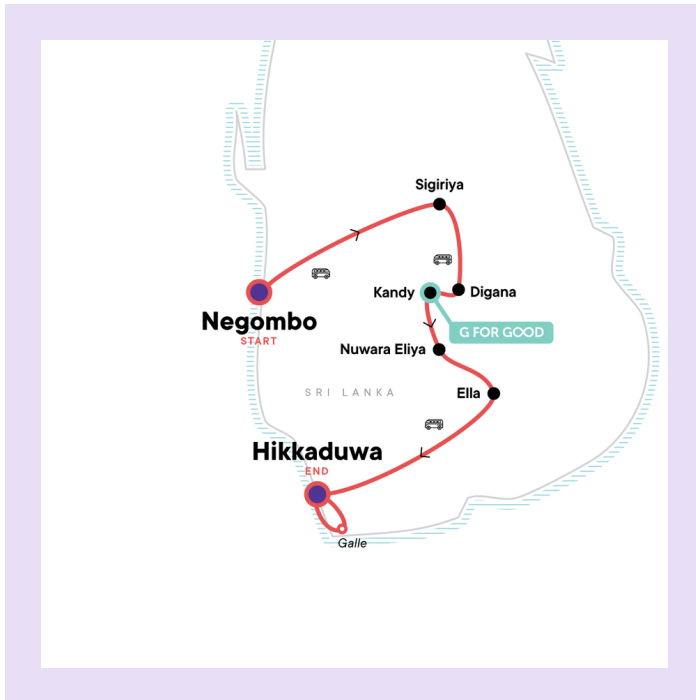 Sigiriya
Kandy
Digana
Negombo
START
G FOR GOOD
Nuwara Eliya
SRI LANKA
Ella
Hikkaduwa
END
Galle